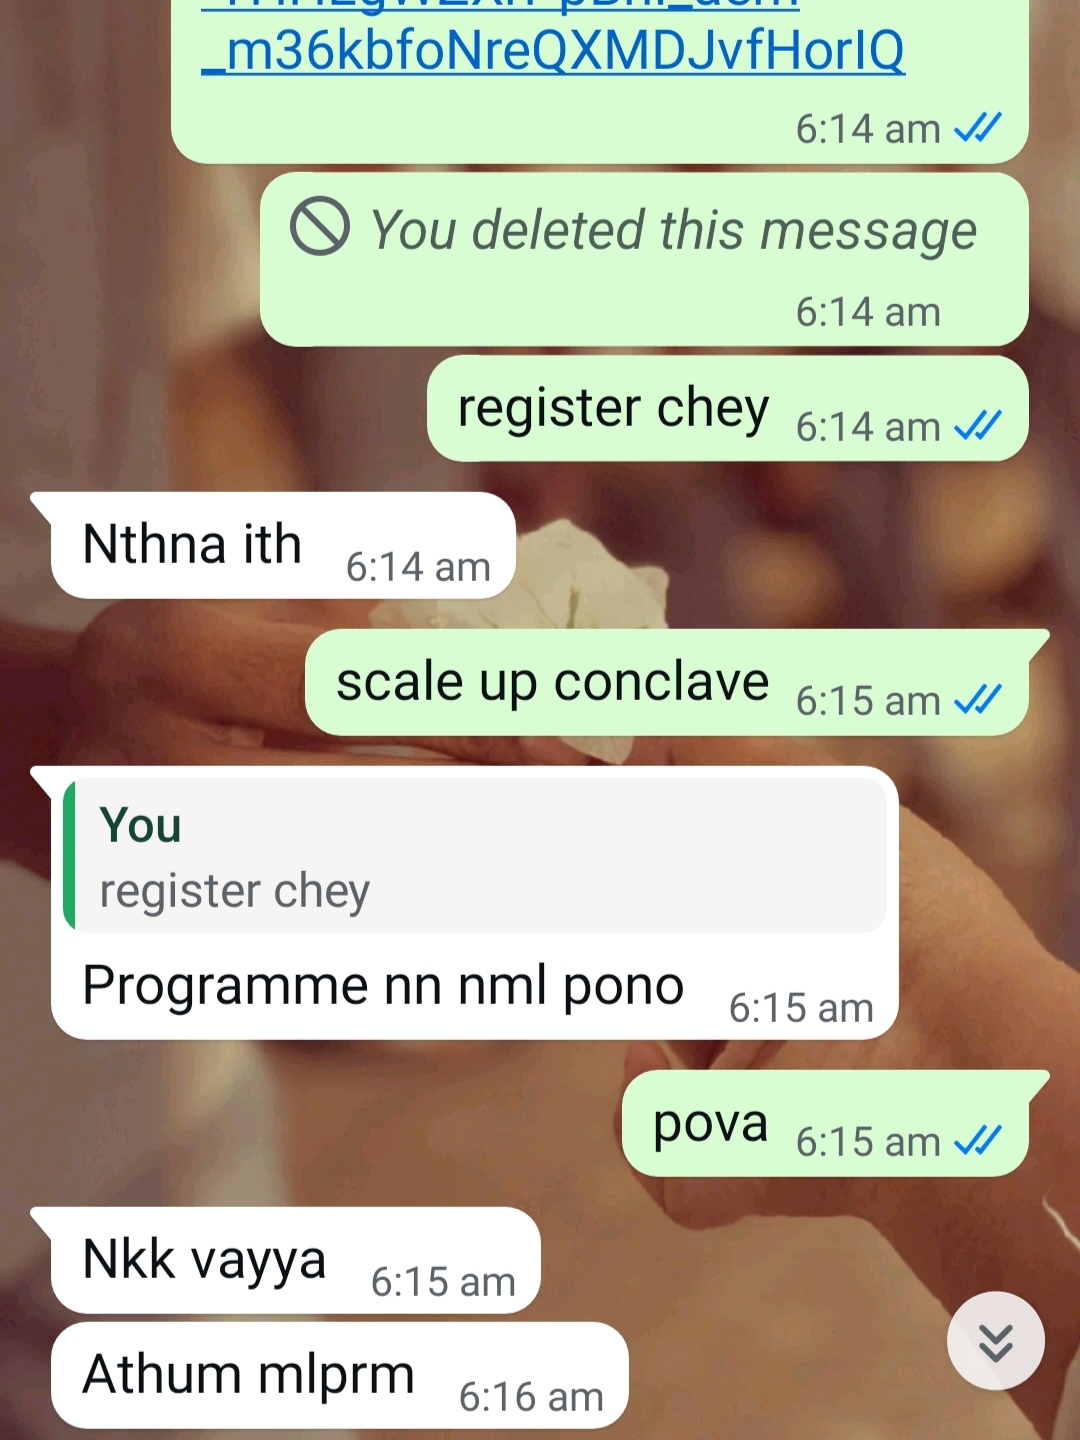 _m36kbfoNreQXMDJvfHorIQ
6:14 am
You deleted this message
6:14 am
register chey 6:14 am
Nthna ith 6:14 am
scale up conclave 6:15 am
You
register chey
Programme nn nml pono 6:15 am
pova 6:15 am
Nkk vayya 6:15 am
Athum mlprm 6:16 am